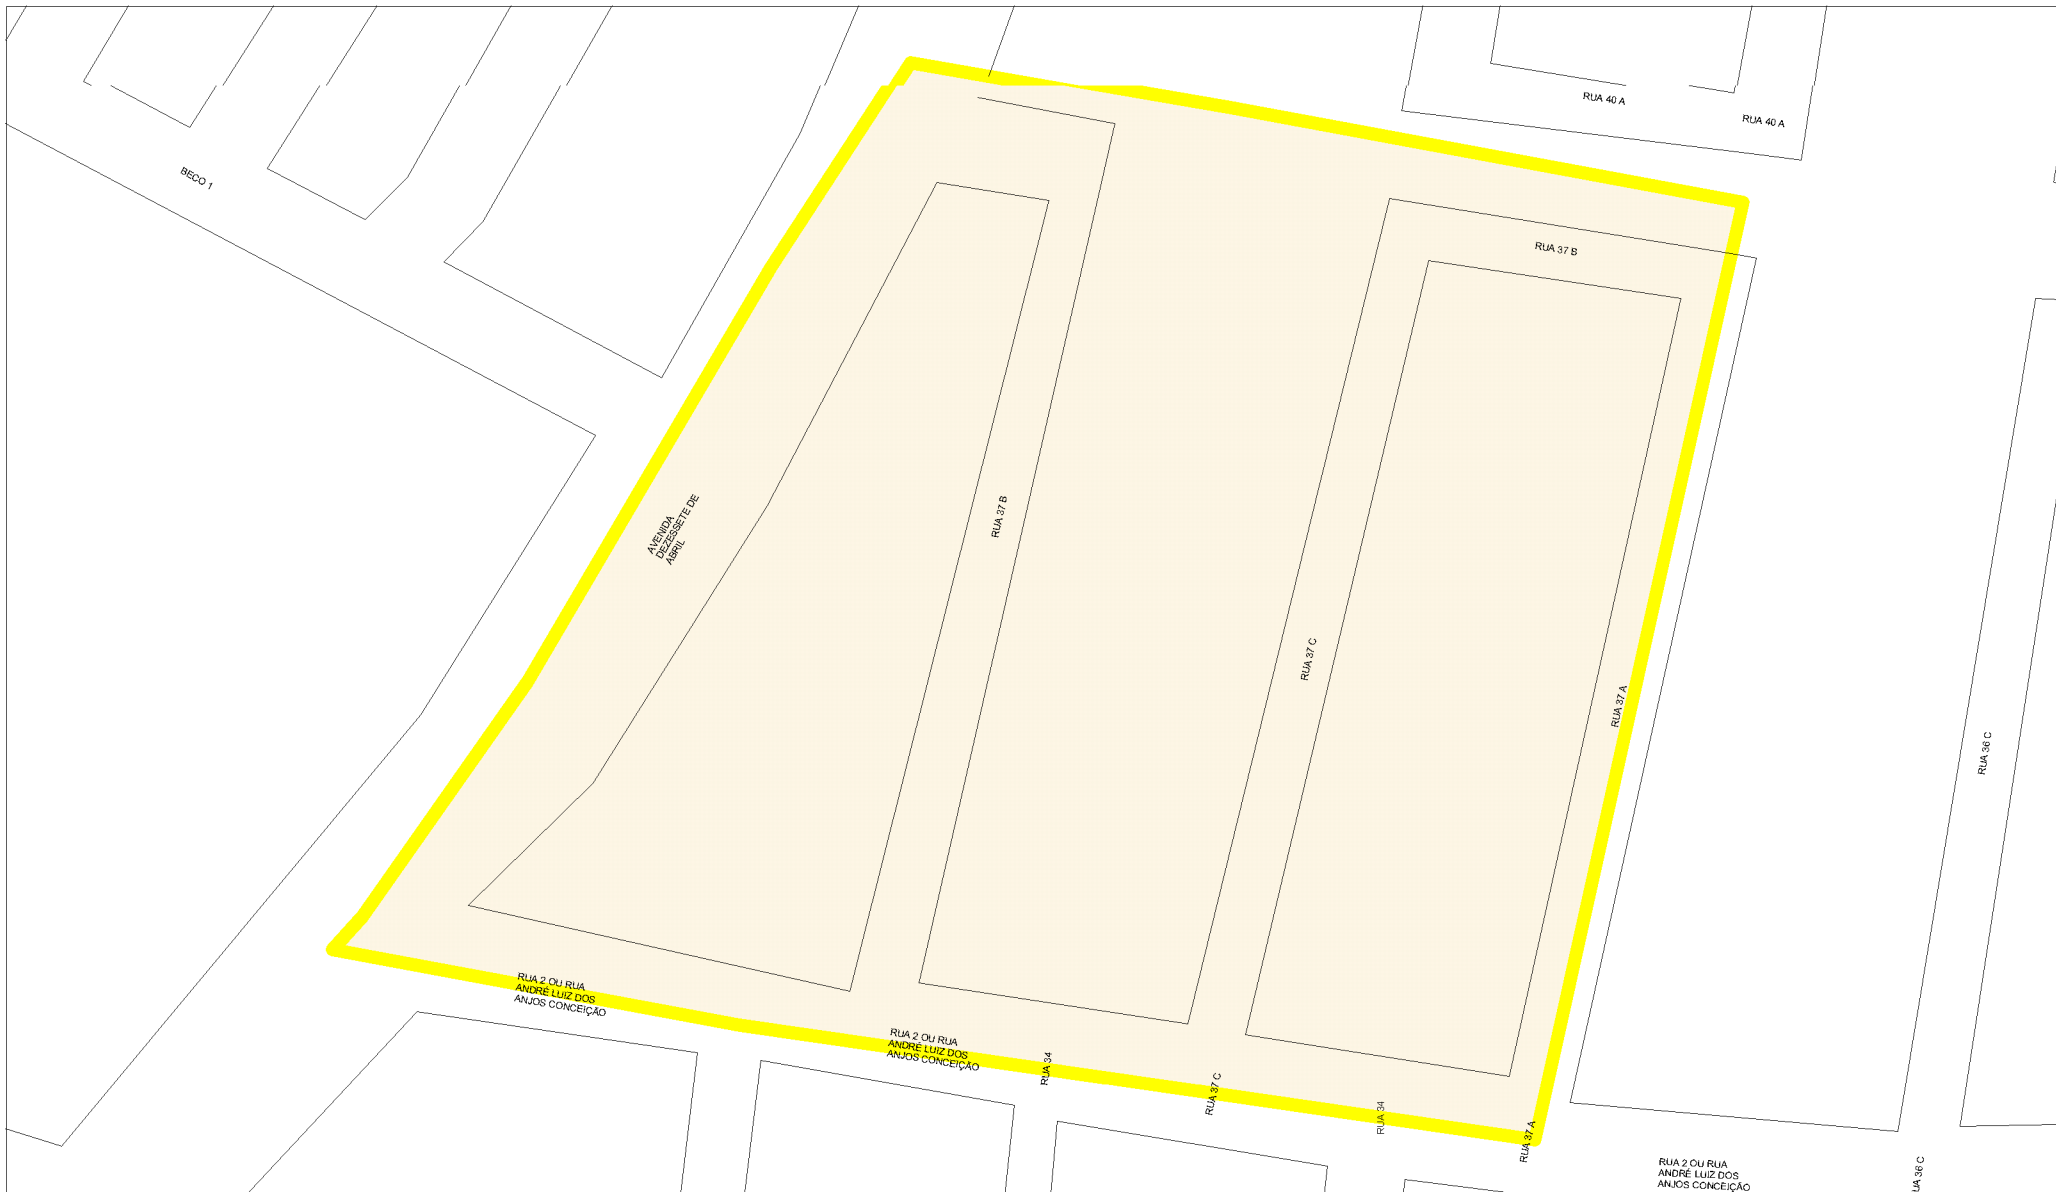 RUA 40 A
RUA 40 A
BECO 1
RUA 37 B
AVENIDA
DEZESSETE DE
ABRIL
RUA 37 B
RUA 37 C
RUA 37 A
RUA 36 C
RUA 2 OU RUA
ANDRÉ LUIZ DOS
ANJOS CONCEIÇÃO
RUA 2 OU RUA
ANDRÉ LUIZ DOS
ANJOS CONCEIÇÃO
RUA 34
RUA 37 C
RUA 34
RUA 37 A
RUA 2 OU RUA
ANDRÉ LUIZ DOS
ANJOS CONCEIÇÃO
UA 36 C